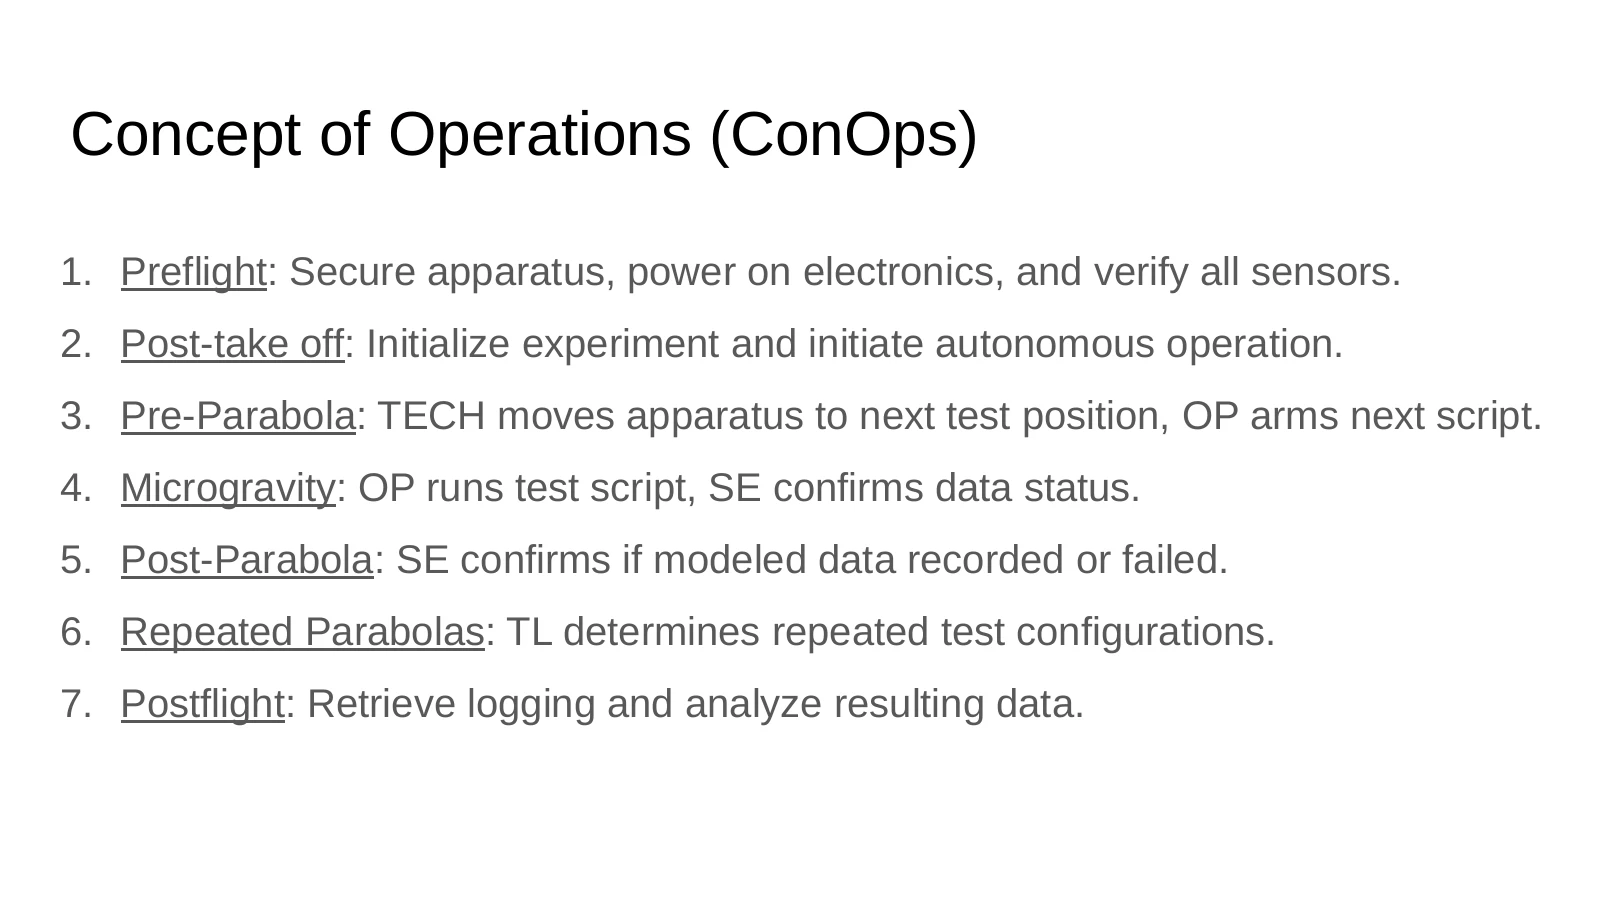 Concept of Operations (ConOps)
1. Preflight: Secure apparatus, power on electronics, and verify all sensors.
2. Post-take off: Initialize experiment and initiate autonomous operation.
3. Pre-Parabola: TECH moves apparatus to next test position, OP arms next script.
4. Microgravity: OP runs test script, SE confirms data status.
5. Post-Parabola: SE confirms if modeled data recorded or failed.
6. Repeated Parabolas: TL determines repeated test configurations.
7. Postflight: Retrieve logging and analyze resulting data.